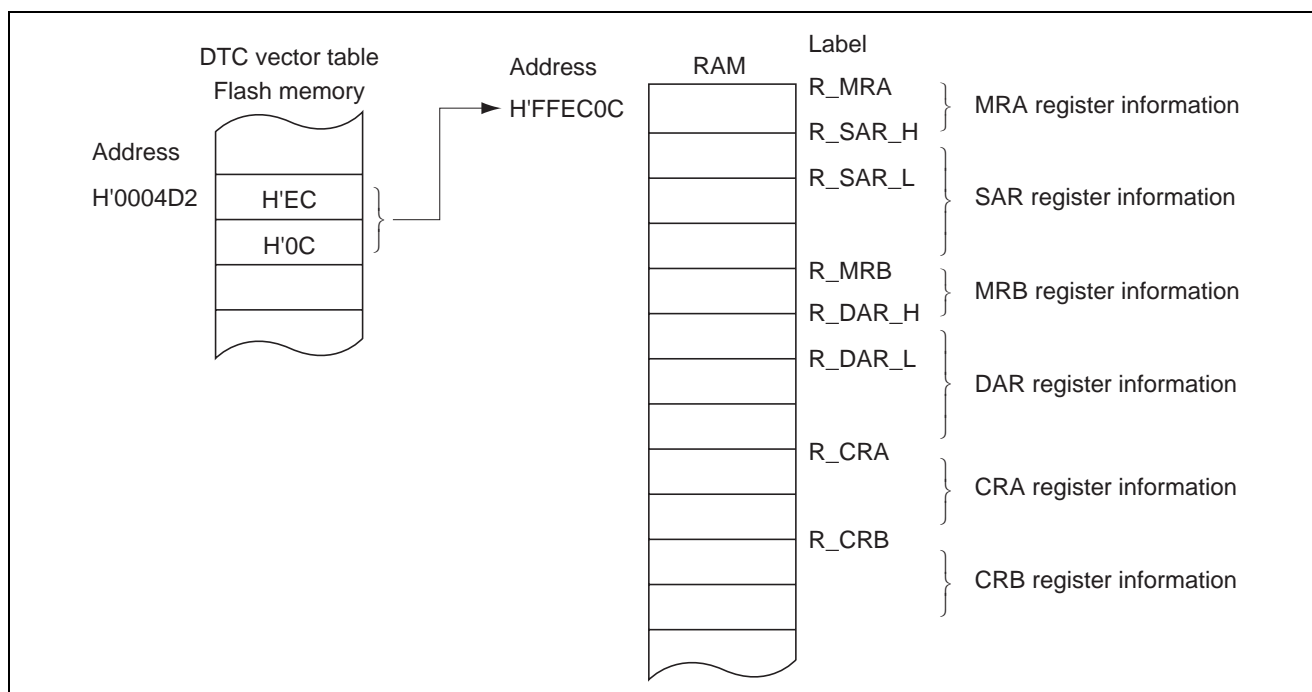 DTC vector table
Flash memory
Address
H'0004D2
H'EC
H'0C
Address
H'FFEC0C
RAM
Label
R_MRA
MRA register information
R_SAR_H
R_SAR_L
SAR register information
R_MRB
MRB register information
R_DAR_H
R_DAR_L
DAR register information
R_CRA
CRA register information
R_CRB
CRB register information